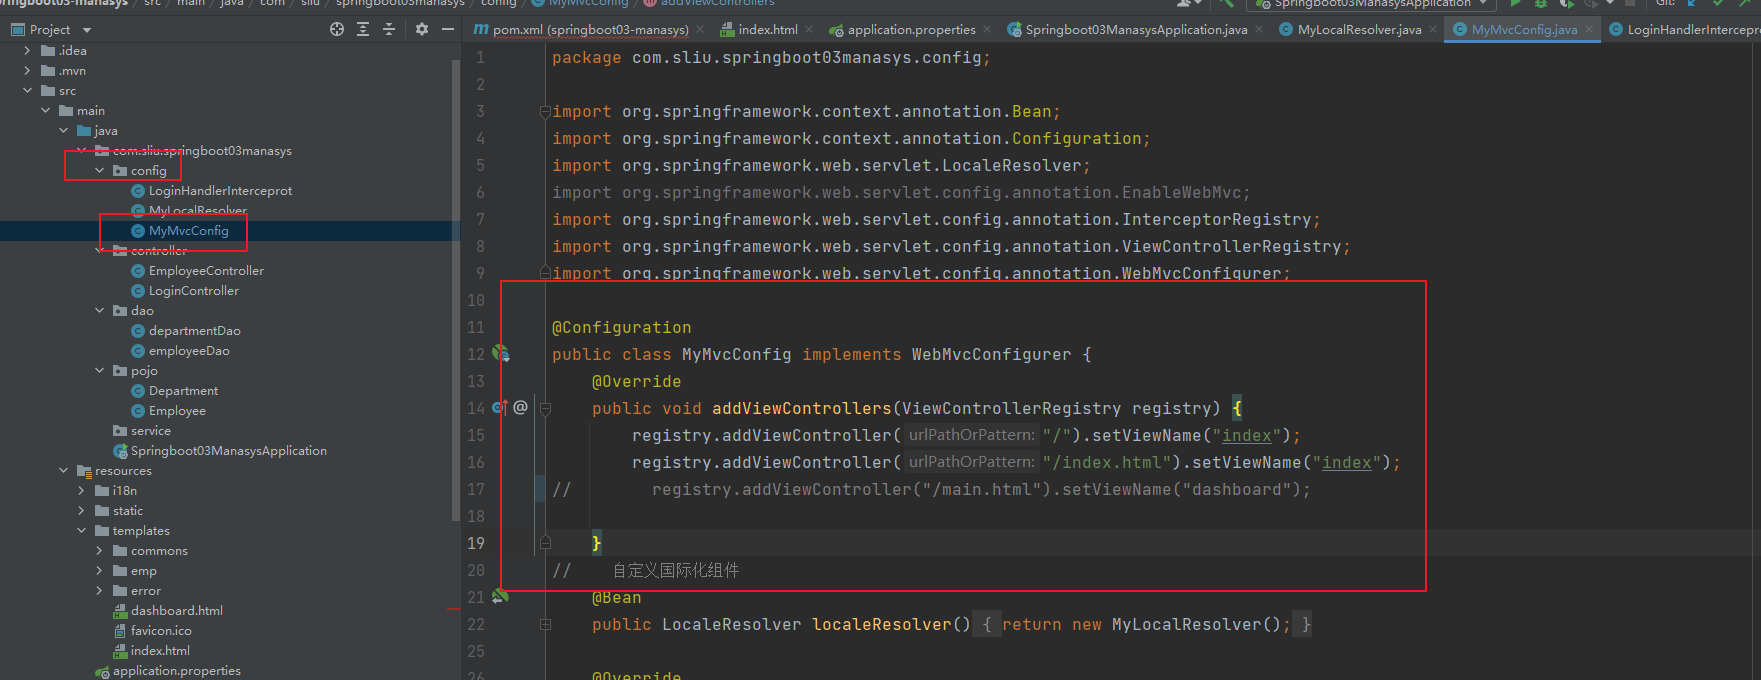 springboot03-manasys > src > main > java > com > sliu > springboot03manasys > config > MyMvcConfig > addViewControllers
Springboot03ManasysApplication
Git:
Project
pom.xml (springboot03-manasys)
index.html
application.properties
Springboot03ManasysApplication.java
MyLocalResolver.java
MyMvcConfig.java
LoginHandlerIntercepro
.idea
.mvn
src
main
java
com.sliu.springboot03manasys
config
LoginHandlerInterceprot
MyLocalResolver
MyMvcConfig
controller
EmployeeController
LoginController
dao
departmentDao
employeeDao
pojo
Department
Employee
service
Springboot03ManasysApplication
resources
i18n
static
templates
commons
emp
error
dashboard.html
favicon.ico
index.html
application.properties
1 package com.sliu.springboot03manasys.config;
2
3 import org.springframework.context.annotation.Bean;
4 import org.springframework.context.annotation.Configuration;
5 import org.springframework.web.servlet.LocaleResolver;
6 import org.springframework.web.servlet.config.annotation.EnableWebMvc;
7 import org.springframework.web.servlet.config.annotation.InterceptorRegistry;
8 import org.springframework.web.servlet.config.annotation.ViewControllerRegistry;
9 import org.springframework.web.servlet.config.annotation.WebMvcConfigurer;
10
11 @Configuration
12 public class MyMvcConfig implements WebMvcConfigurer {
13 @Override
14 @ public void addViewControllers(ViewControllerRegistry registry) {
15 registry.addViewController( urlPathOrPattern: "/").setViewName("index");
16 registry.addViewController( urlPathOrPattern: "/index.html").setViewName("index");
17 // registry.addViewController("/main.html").setViewName("dashboard");
18
19 }
20 // 自定义国际化组件
21 @Bean
22 public LocaleResolver localeResolver() { return new MyLocalResolver(); }
25
26 @Override